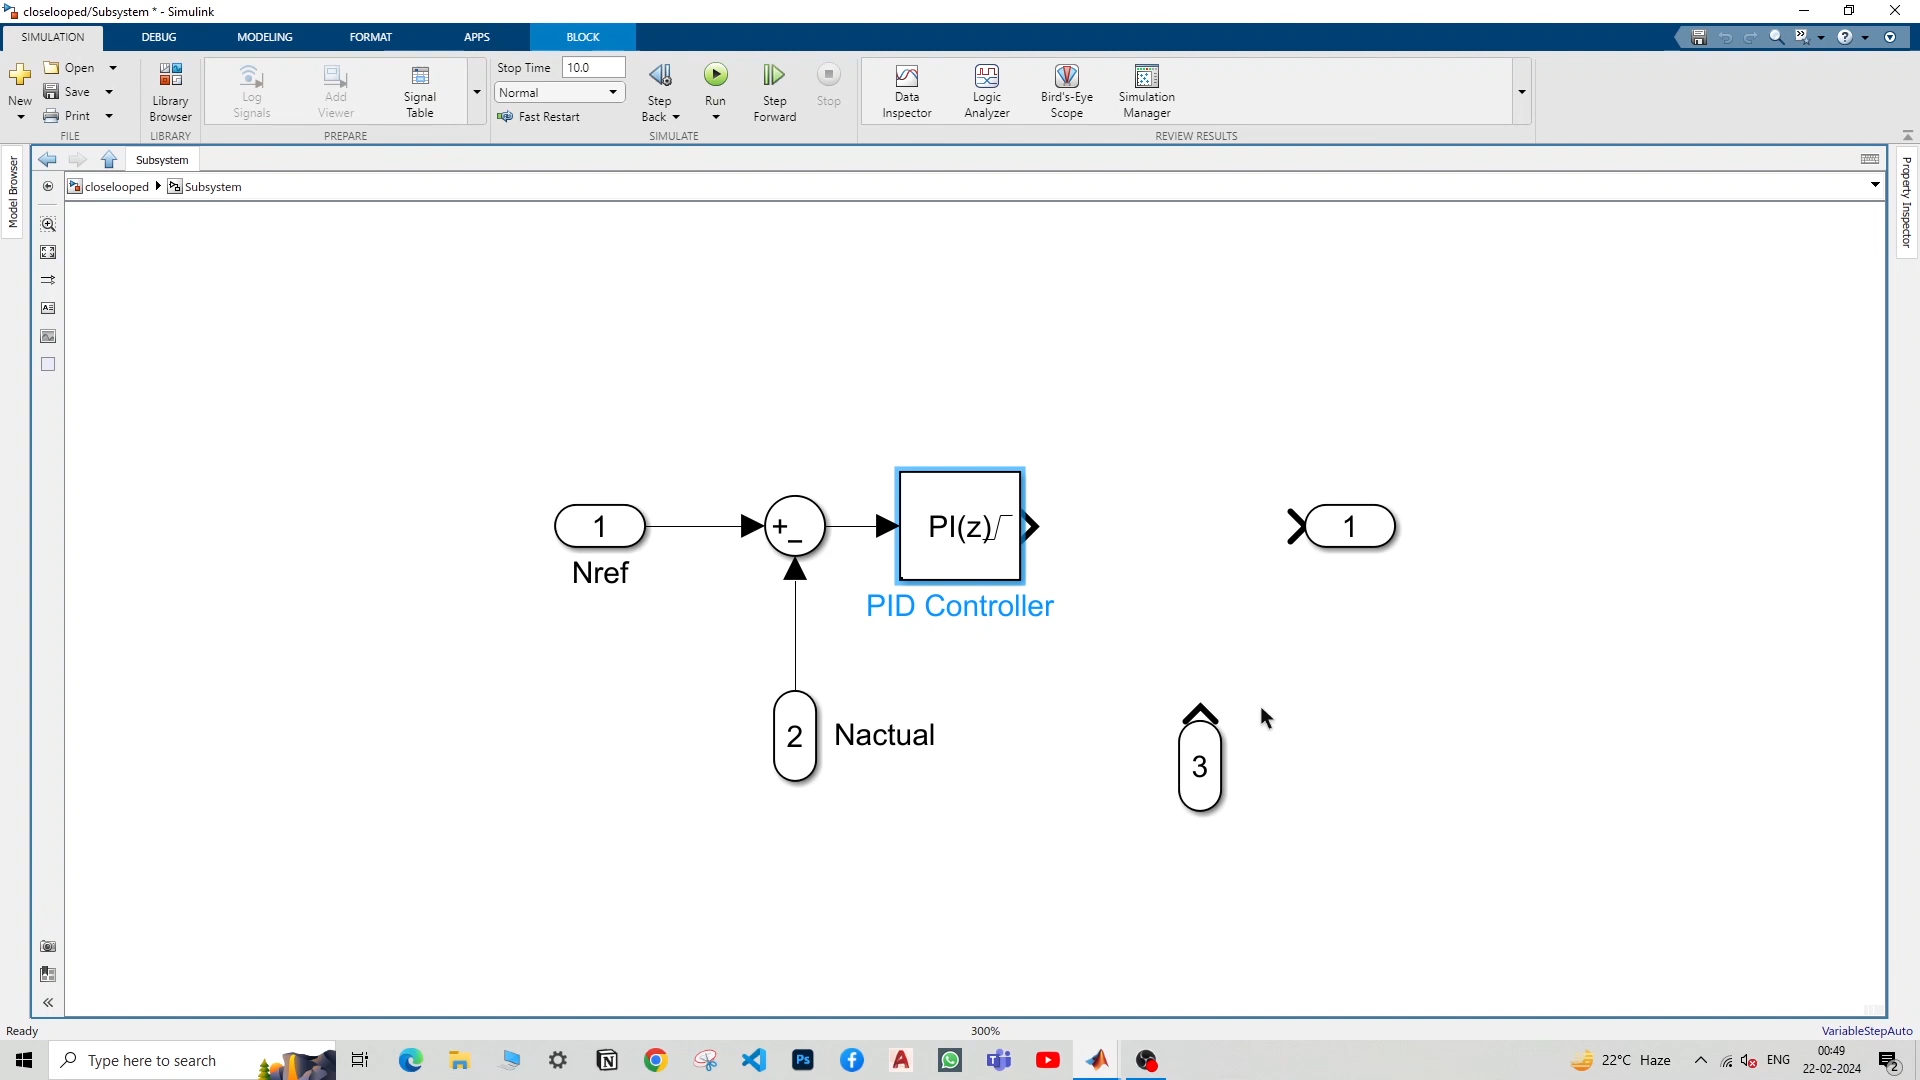 closelooped/Subsystem * - Simulink
SIMULATION DEBUG MODELING FORMAT APPS BLOCK
New
Open
Save
Print
FILE
Library
Browser
LIBRARY
Log
Signals
Add
Viewer
Signal
Table
PREPARE
Stop Time 10.0
Normal
Fast Restart
Step
Back
Run
Step
Forward
Stop
SIMULATE
Data
Inspector
Logic
Analyzer
Bird's-Eye
Scope
Simulation
Manager
REVIEW RESULTS
Subsystem
closelooped Subsystem
Model Browser
Property Inspector
1
Nref
+
_
PI(z)
PID Controller
1
2
Nactual
3
Ready
300%
VariableStepAuto
Type here to search
22°C Haze
ENG
00:49
22-02-2024
2